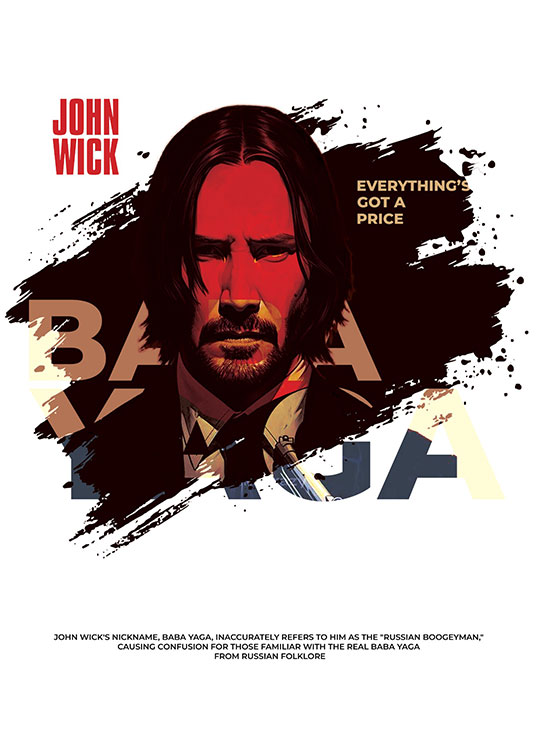 JOHN
WICK
EVERYTHING'S
GOT A
PRICE
BABA
YAGA
JOHN WICK'S NICKNAME, BABA YAGA, INACCURATELY REFERS TO HIM AS THE "RUSSIAN BOOGEYMAN,"
CAUSING CONFUSION FOR THOSE FAMILIAR WITH THE REAL BABA YAGA
FROM RUSSIAN FOLKLORE